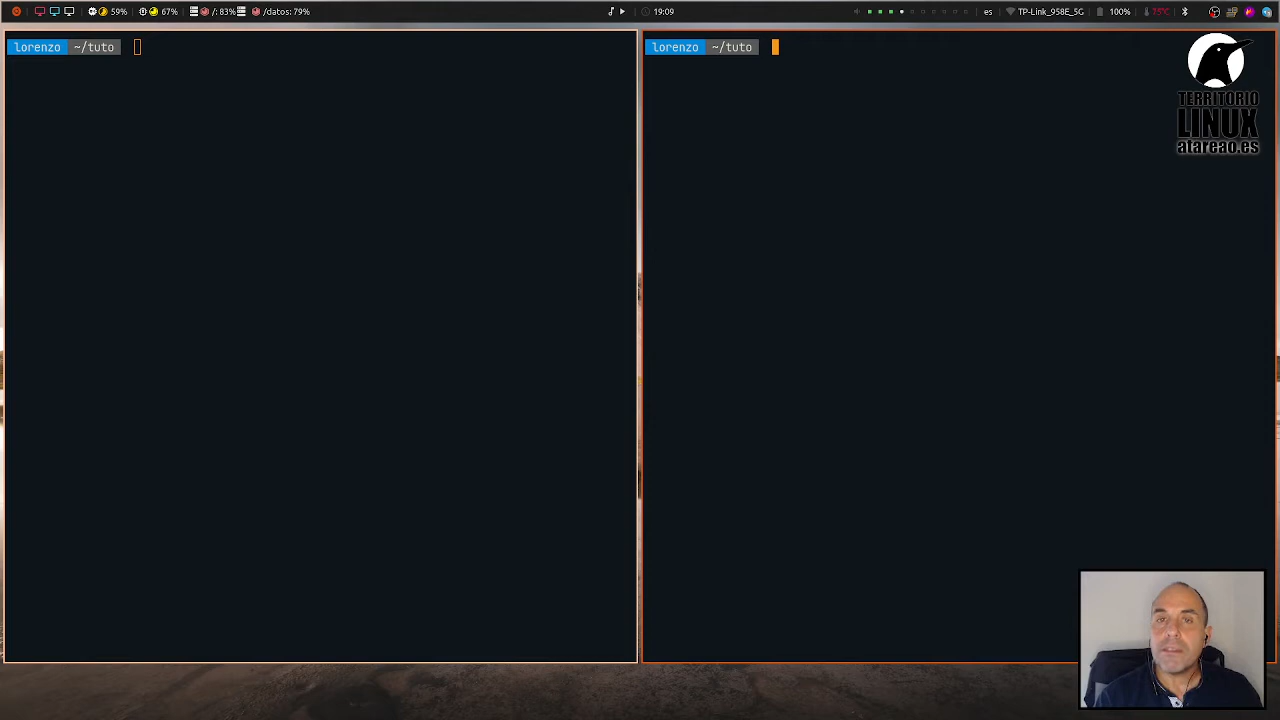 59% 67% /: 83% /datos: 79% 19:09 es TP-Link_958E_5G 100% 75°C
lorenzo ~/tuto
lorenzo ~/tuto
TERRITORIO
LINUX
atareao.es